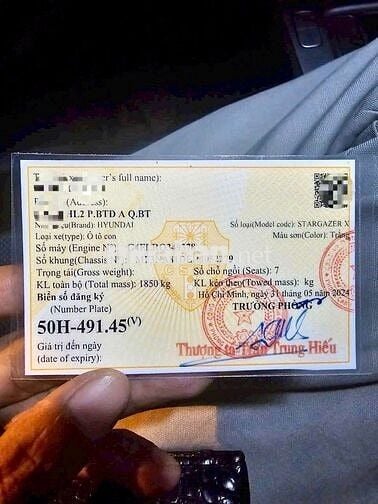 er's full name):
(Address):
HL2 P.BTD A Q.BT
(Brand): HYUNDAI Số loại(Model code): STARGAZER X
Loại xe(type): Ô tô con Màu sơn(Color): Trắng
Số máy (Engine
Số khung(Chassis
Trọng tải(Gross weight): Số chỗ ngồi(Seats): 7
KL toàn bộ (Total mass): 1850 kg KL kéo theo(Towed mass): kg
Biển số đăng ký Hồ Chí Minh, ngày 31 tháng 05 năm 2024
(Number Plate) TRƯỞNG PHÒNG
50H-491.45(V)
Giá trị đến ngày Thượng tá Trung Hiếu
(date of expiry):